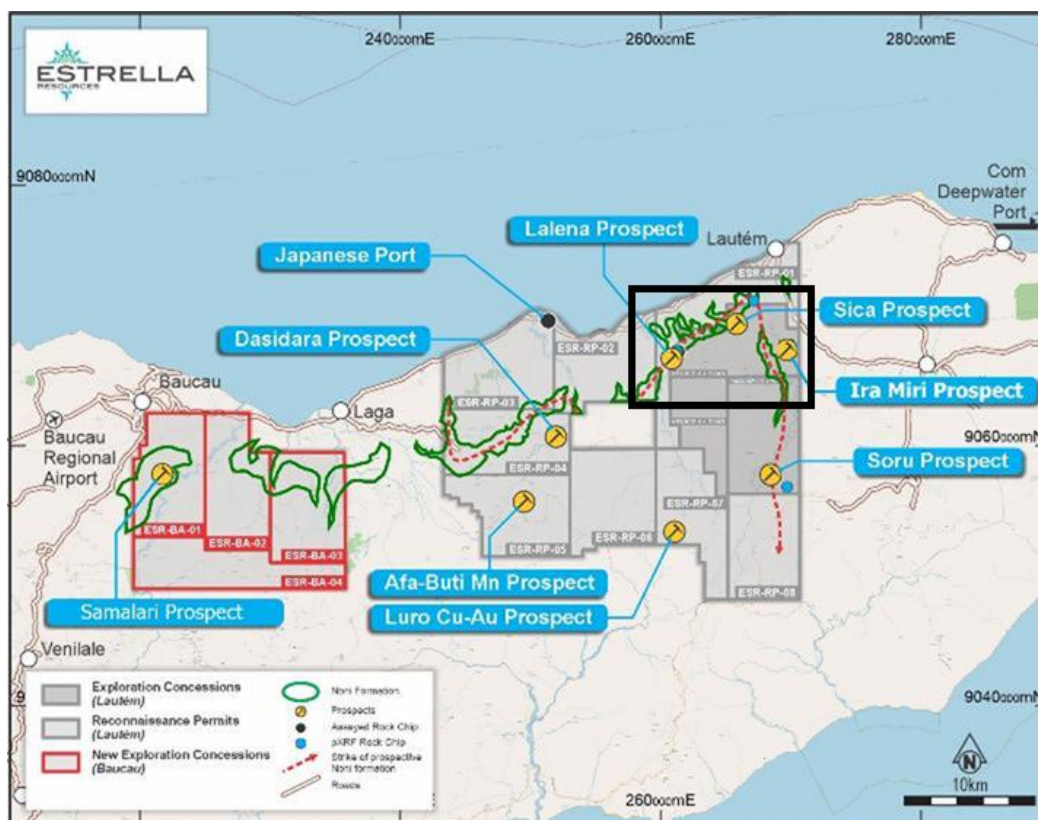 ESTRELLA
RESOURCES
240000mE
260000mE
280000mE
9080000mN
Com
Deepwater
Port
Lalena Prospect
Lautém
Japanese Port
ESR-RP-01
Sica Prospect
Dasidara Prospect
ESR-RP-02
Baucau
Laga
ESR-RP-03
Ira Miri Prospect
Baucau
Regional
Airport
9060000mN
ESR-RP-04
Soru Prospect
ESR-BA-01
ESR-BA-02
ESR-BA-03
ESR-RP-05
ESR-RP-06
ESR-RP-07
ESR-BA-04
Afa-Buti Mn Prospect
ESR-RP-08
Samalari Prospect
Luro Cu-Au Prospect
Venilale
Exploration Concessions
(Lautém)
Reconnaissance Permits
(Lautém)
New Exploration Concessions
(Baucau)
Noni Formation
Prospects
Assayed Rock Chip
pXRF Rock Chip
Strike of prospective
Noni formation
Roads
9040000mN
N
10km
260000mE